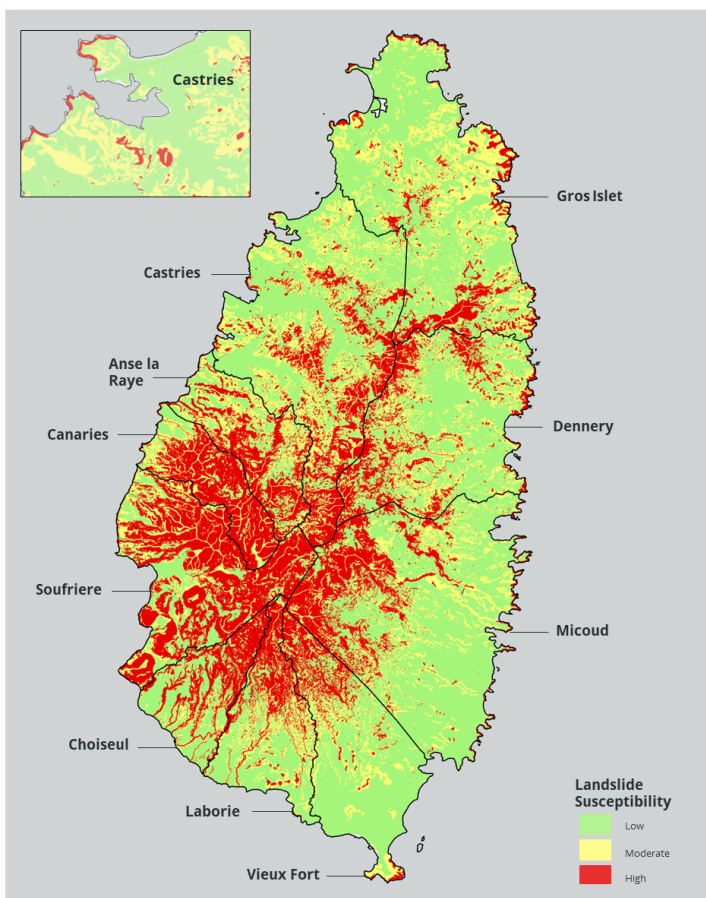 Castries
Gros Islet
Castries
Anse la
Raye
Canaries
Dennery
Soufriere
Micoud
Choiseul
Laborie
Vieux Fort
Landslide
Susceptibility
Low
Moderate
High